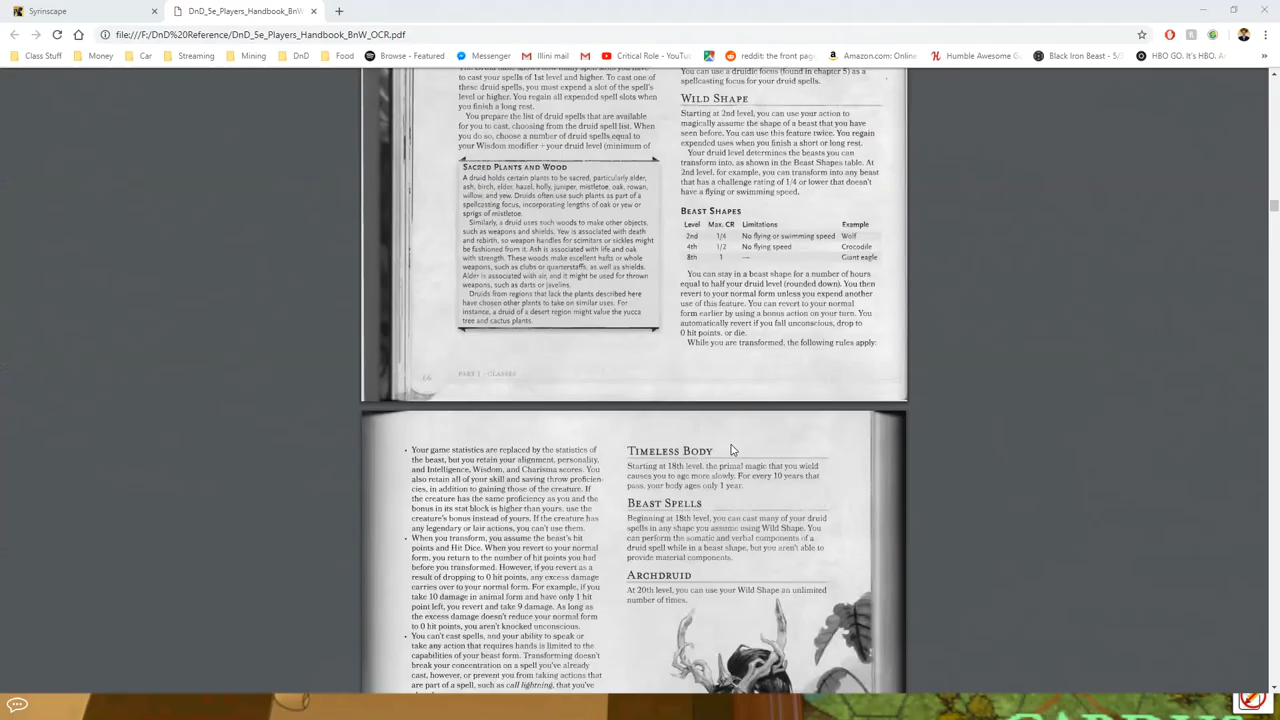 Syrinscape
DnD_5e_Players_Handbook_BnW
file:///F:/DnD%20Reference/DnD_5e_Players_Handbook_BnW_OCR.pdf
Class Stuff
Money
Car
Streaming
Mining
DnD
Food
Browse - Featured
Messenger
Illini mail
Critical Role - YouTu
reddit: the front page
Amazon.com: Online
Humble Awesome G
Black Iron Beast - 5/
HBO GO. It's HBO. A
to cast your spells of 1st level and higher. To cast one of
these druid spells, you must expend a slot of the spell's
level or higher. You regain all expended spell slots when
you finish a long rest.
You prepare the list of druid spells that are available
for you to cast, choosing from the druid spell list. When
you do so, choose a number of druid spells equal to
your Wisdom modifier + your druid level (minimum of
SACRED PLANTS AND WOOD
A druid holds certain plants to be sacred, particularly alder,
ash, birch, elder, hazel, holly, juniper, mistletoe, oak, rowan,
willow, and yew. Druids often use such plants as part of a
spellcasting focus, incorporating lengths of oak or yew or
sprigs of mistletoe.
Similarly, a druid uses such woods to make other objects,
such as weapons and shields. Yew is associated with death
and rebirth, so weapon handles for scimitars or sickles might
be fashioned from it. Ash is associated with life and oak
with strength. These woods make excellent hafts or whole
weapons, such as clubs or quarterstaffs, as well as shields.
Alder is associated with air, and it might be used for thrown
weapons, such as darts or javelins.
Druids from regions that lack the plants described here
have chosen other plants to take on similar uses. For
instance, a druid of a desert region might value the yucca
tree and cactus plants.
PART 1 | CLASSES
You can use a druidic focus (found in chapter 5) as a
spellcasting focus for your druid spells.
WILD SHAPE
Starting at 2nd level, you can use your action to
magically assume the shape of a beast that you have
seen before. You can use this feature twice. You regain
expended uses when you finish a short or long rest.
Your druid level determines the beasts you can
transform into, as shown in the Beast Shapes table. At
2nd level, for example, you can transform into any beast
that has a challenge rating of 1/4 or lower that doesn't
have a flying or swimming speed.
BEAST SHAPES
Level Max. CR Limitations Example
2nd 1/4 No flying or swimming speed Wolf
4th 1/2 No flying speed Crocodile
8th 1 — Giant eagle
You can stay in a beast shape for a number of hours
equal to half your druid level (rounded down). You then
revert to your normal form unless you expend another
use of this feature. You can revert to your normal
form earlier by using a bonus action on your turn. You
automatically revert if you fall unconscious, drop to
0 hit points, or die.
While you are transformed, the following rules apply:
• Your game statistics are replaced by the statistics of
the beast, but you retain your alignment, personality,
and Intelligence, Wisdom, and Charisma scores. You
also retain all of your skill and saving throw proficien-
cies, in addition to gaining those of the creature. If
the creature has the same proficiency as you and the
bonus in its stat block is higher than yours, use the
creature's bonus instead of yours. If the creature has
any legendary or lair actions, you can't use them.
• When you transform, you assume the beast's hit
points and Hit Dice. When you revert to your normal
form, you return to the number of hit points you had
before you transformed. However, if you revert as a
result of dropping to 0 hit points, any excess damage
carries over to your normal form. For example, if you
take 10 damage in animal form and have only 1 hit
point left, you revert and take 9 damage. As long as
the excess damage doesn't reduce your normal form
to 0 hit points, you aren't knocked unconscious.
• You can't cast spells, and your ability to speak or
take any action that requires hands is limited to the
capabilities of your beast form. Transforming doesn't
break your concentration on a spell you've already
cast, however, or prevent you from taking actions that
are part of a spell, such as call lightning, that you've
TIMELESS BODY
Starting at 18th level, the primal magic that you wield
causes you to age more slowly. For every 10 years that
pass, your body ages only 1 year.
BEAST SPELLS
Beginning at 18th level, you can cast many of your druid
spells in any shape you assume using Wild Shape. You
can perform the somatic and verbal components of a
druid spell while in a beast shape, but you aren't able to
provide material components.
ARCHDRUID
At 20th level, you can use your Wild Shape an unlimited
number of times.